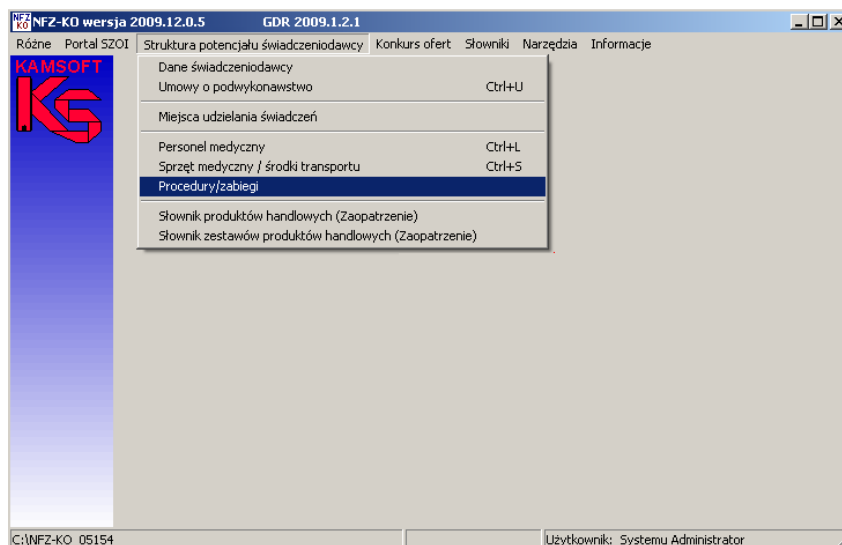 NFZ
KO NFZ-KO wersja 2009.12.0.5 GDR 2009.1.2.1
Różne Portal SZOI Struktura potencjału świadczeniodawcy Konkurs ofert Słowniki Narzędzia Informacje
KAMSOFT
KS
Dane świadczeniodawcy
Umowy o podwykonawstwo Ctrl+U
Miejsca udzielania świadczeń
Personel medyczny Ctrl+L
Sprzęt medyczny / środki transportu Ctrl+S
Procedury/zabiegi
Słownik produktów handlowych (Zaopatrzenie)
Słownik zestawów produktów handlowych (Zaopatrzenie)
C:\NFZ-KO 05154 Użytkownik: Systemu Administrator